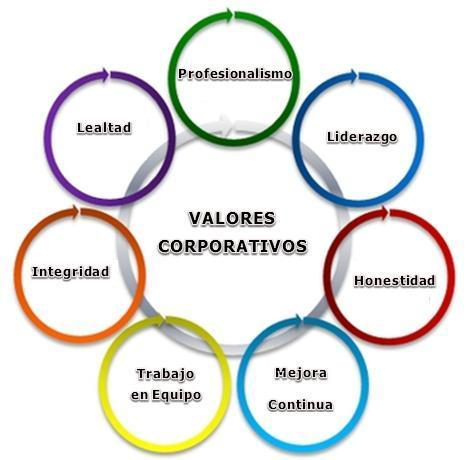 Profesionalismo
Liderazgo
Honestidad
Mejora
Continua
Trabajo
en Equipo
Integridad
Lealtad
VALORES
CORPORATIVOS